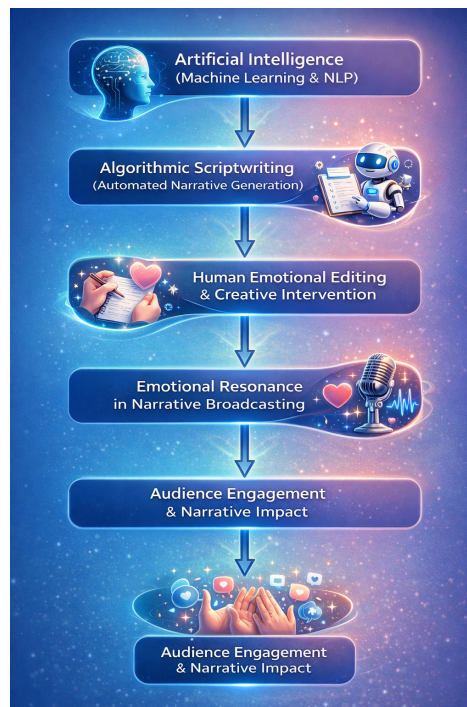 Artificial Intelligence
(Machine Learning & NLP)
Algorithmic Scriptwriting
(Automated Narrative Generation)
Human Emotional Editing
& Creative Intervention
Emotional Resonance
in Narrative Broadcasting
Audience Engagement
& Narrative Impact
Audience Engagement
& Narrative Impact